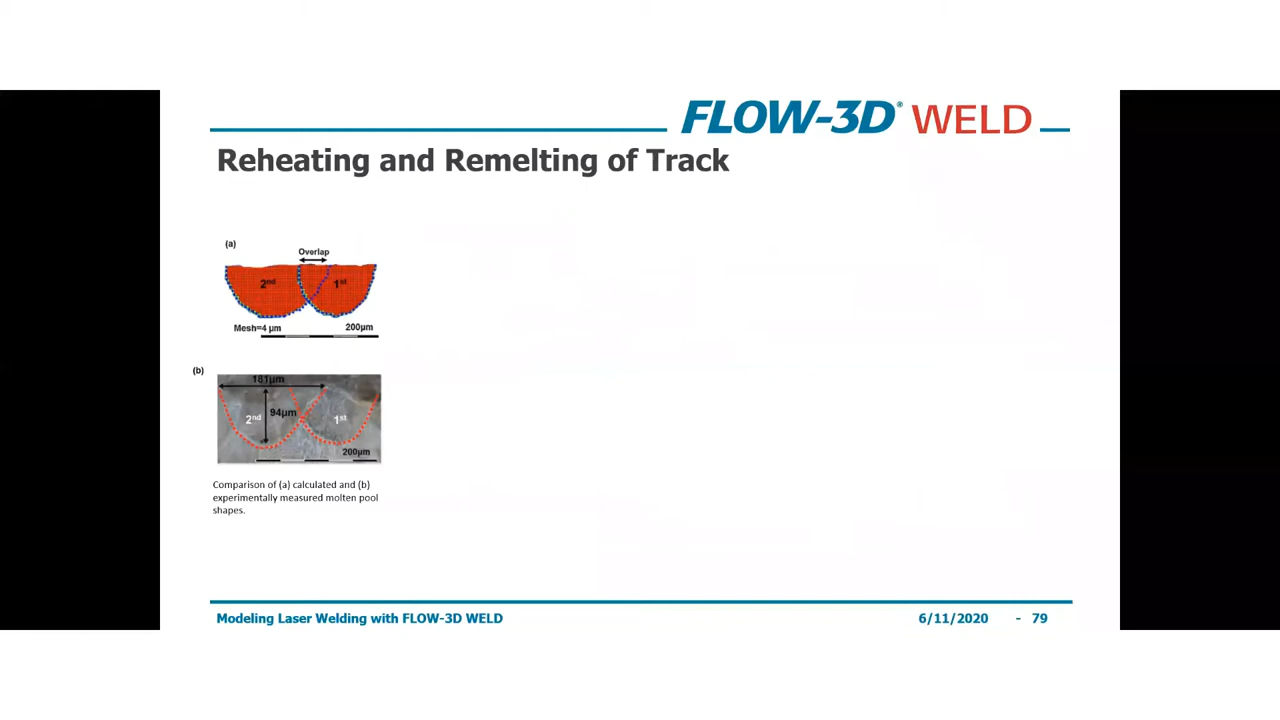 FLOW-3D® WELD
Reheating and Remelting of Track
(a)
Overlap
2nd
1st
Mesh=4 µm
200µm
(b)
181µm
2nd
94µm
1st
200µm
Comparison of (a) calculated and (b)
experimentally measured molten pool
shapes.
Modeling Laser Welding with FLOW-3D WELD
6/11/2020 - 79